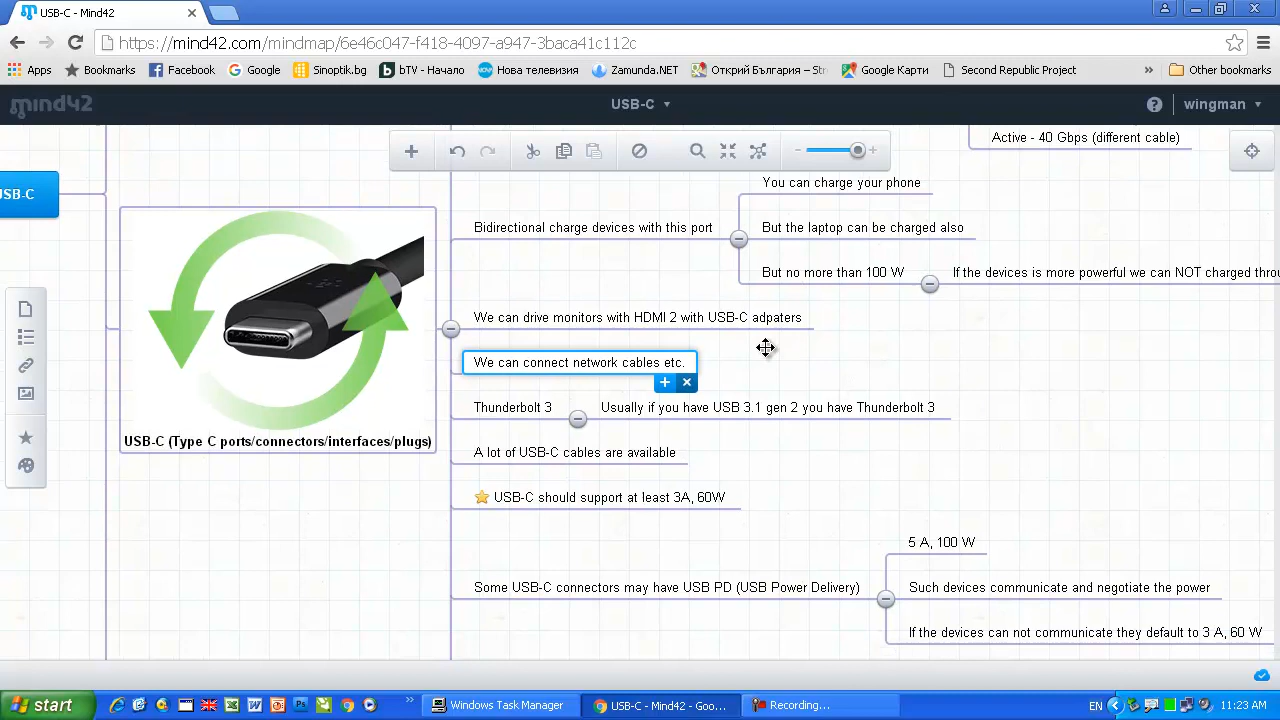 USB-C - Mind42
https://mind42.com/mindmap/6e46c047-f418-4097-a947-3baa6a41c112c
Apps
Bookmarks
Facebook
Google
Sinoptik.bg
bTV - Начало
Нова телевизия
Zamunda.NET
Открий България – Stro
Google Карти
Second Republic Project
»
Other bookmarks
mind42
USB-C
wingman
Active - 40 Gbps (different cable)
You can charge your phone
USB-C
Bidirectional charge devices with this port
But the laptop can be charged also
But no more than 100 W
If the devices is more powerful we can NOT charged thro
We can drive monitors with HDMI 2 with USB-C adpaters
We can connect network cables etc.
Thunderbolt 3
Usually if you have USB 3.1 gen 2 you have Thunderbolt 3
USB-C (Type C ports/connectors/interfaces/plugs)
A lot of USB-C cables are available
USB-C should support at least 3A, 60W
5 A, 100 W
Some USB-C connectors may have USB PD (USB Power Delivery)
Such devices communicate and negotiate the power
If the devices can not communicate they default to 3 A, 60 W
start
Windows Task Manager
USB-C - Mind42 - Goo...
Recording...
EN
11:23 AM